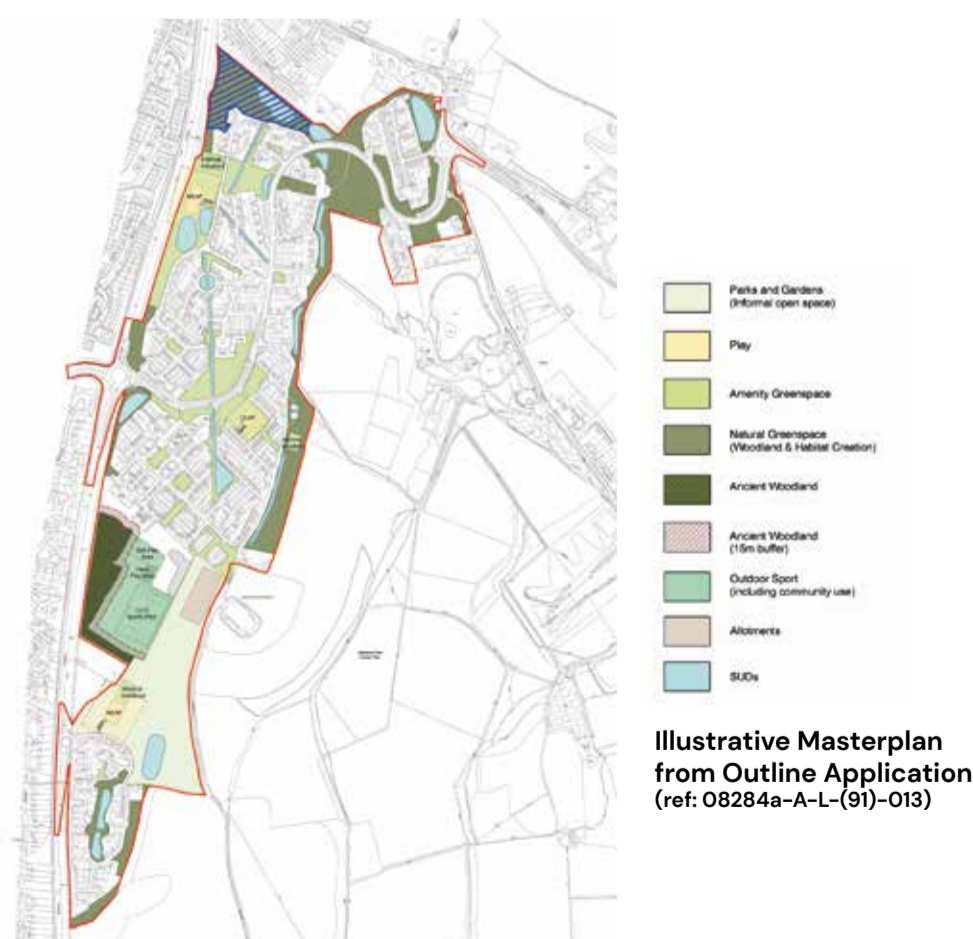 Parks and Gardens
(Informal open space)
Play
Amenity Greenspace
Natural Greenspace
(Woodland & Habitat Creation)
Ancient Woodland
Ancient Woodland
(15m buffer)
Outdoor Sport
(including community use)
Allotments
SUDs
Illustrative Masterplan
from Outline Application
(ref: 08284a-A-L-(91)-013)